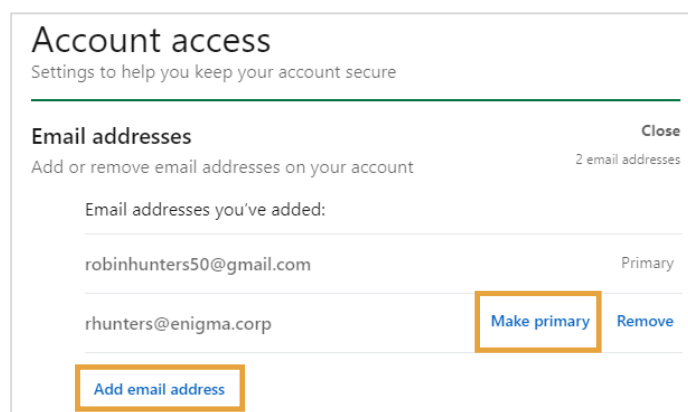 Account access
Settings to help you keep your account secure
Email addresses
Close
Add or remove email addresses on your account
2 email addresses
Email addresses you've added:
robinhunters50@gmail.com
Primary
rhunters@enigma.corp
Make primary
Remove
Add email address